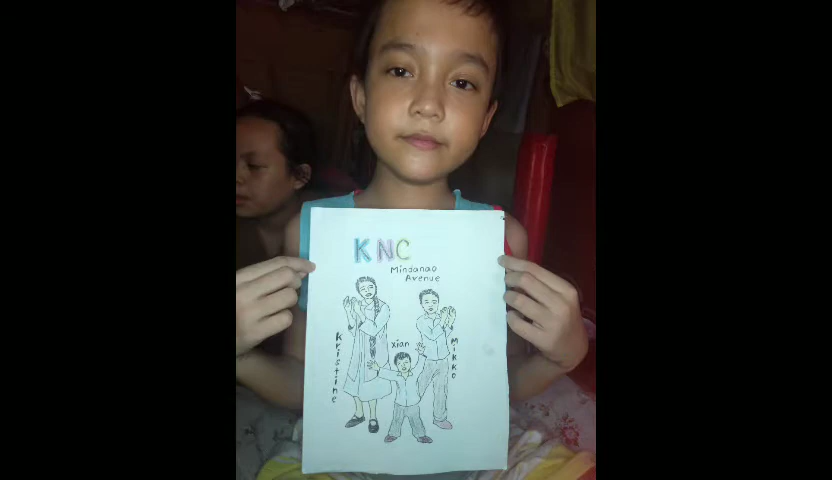 KNC
Mindanao
Avenue
Xian
Kristine
Mikko